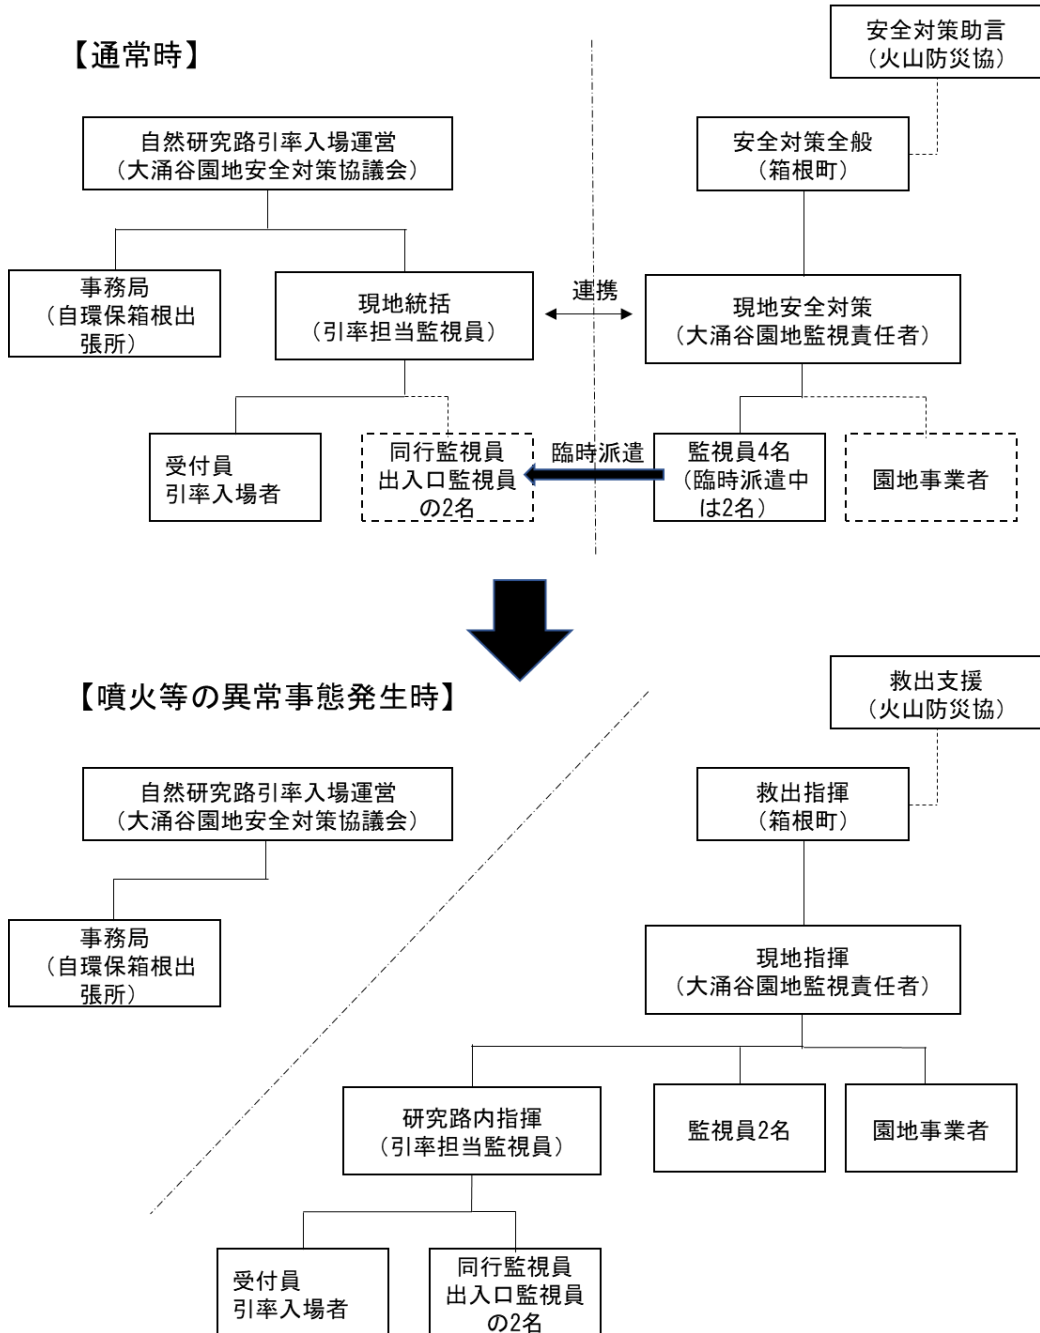 【通常時】
安全対策助言
（火山防災協）
自然研究路引率入場運営
（大涌谷園地安全対策協議会）
安全対策全般
（箱根町）
事務局
（自環保箱根出
張所）
現地統括
（引率担当監視員）
連携
現地安全対策
（大涌谷園地監視責任者）
受付員
引率入場者
同行監視員
出入口監視員
の2名
臨時派遣
監視員4名
（臨時派遣中
は2名）
園地事業者
【噴火等の異常事態発生時】
救出支援
（火山防災協）
自然研究路引率入場運営
（大涌谷園地安全対策協議会）
救出指揮
（箱根町）
事務局
（自環保箱根出
張所）
現地指揮
（大涌谷園地監視責任者）
研究路内指揮
（引率担当監視員）
監視員2名
園地事業者
受付員
引率入場者
同行監視員
出入口監視員
の2名